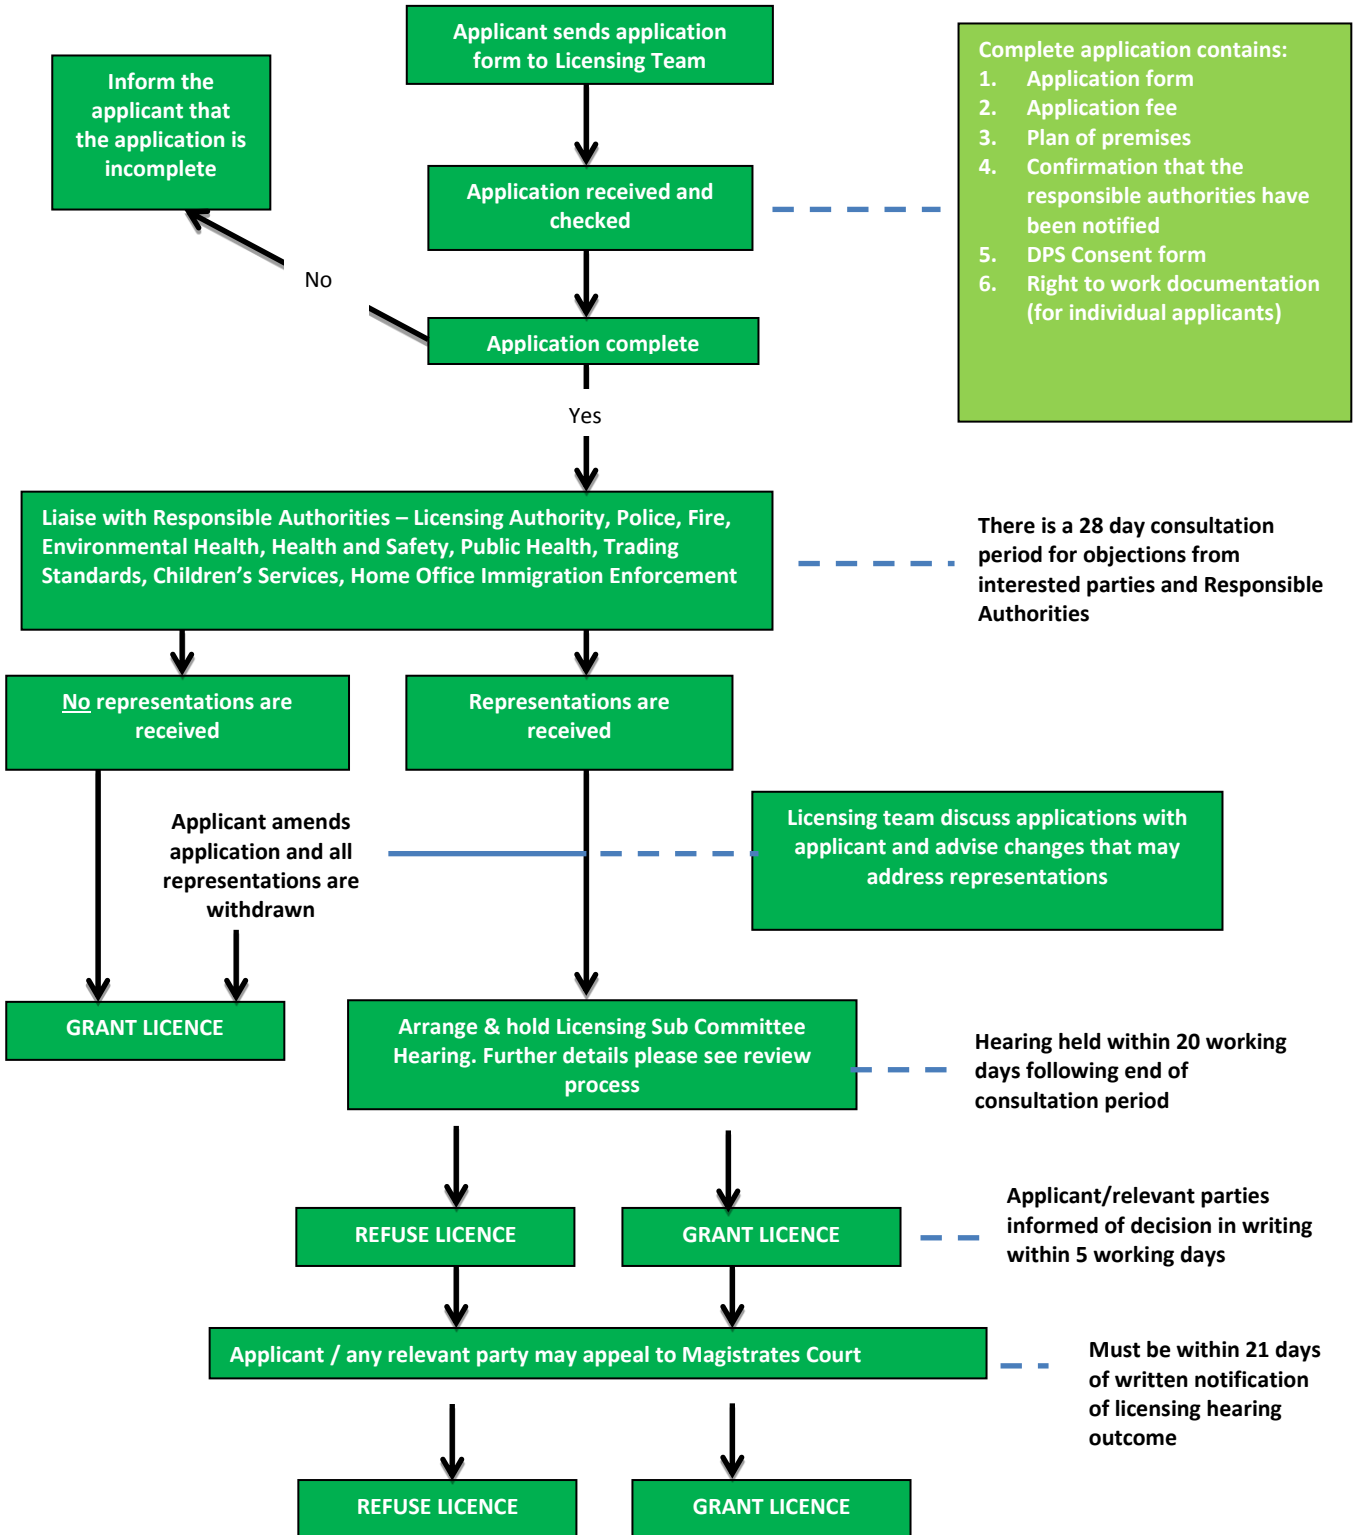 Applicant sends application
form to Licensing Team
Complete application contains:
1. Application form
2. Application fee
3. Plan of premises
4. Confirmation that the
responsible authorities have
been notified
5. DPS Consent form
6. Right to work documentation
(for individual applicants)
Inform the
applicant that
the application is
incomplete
Application received and
checked
No
Application complete
Yes
Liaise with Responsible Authorities – Licensing Authority, Police, Fire,
Environmental Health, Health and Safety, Public Health, Trading
Standards, Children's Services, Home Office Immigration Enforcement
There is a 28 day consultation
period for objections from
interested parties and Responsible
Authorities
No representations are
received
Representations are
received
Applicant amends
application and all
representations are
withdrawn
Licensing team discuss applications with
applicant and advise changes that may
address representations
GRANT LICENCE
Arrange & hold Licensing Sub Committee
Hearing. Further details please see review
process
Hearing held within 20 working
days following end of
consultation period
REFUSE LICENCE
GRANT LICENCE
Applicant/relevant parties
informed of decision in writing
within 5 working days
Applicant / any relevant party may appeal to Magistrates Court
Must be within 21 days
of written notification
of licensing hearing
outcome
REFUSE LICENCE
GRANT LICENCE